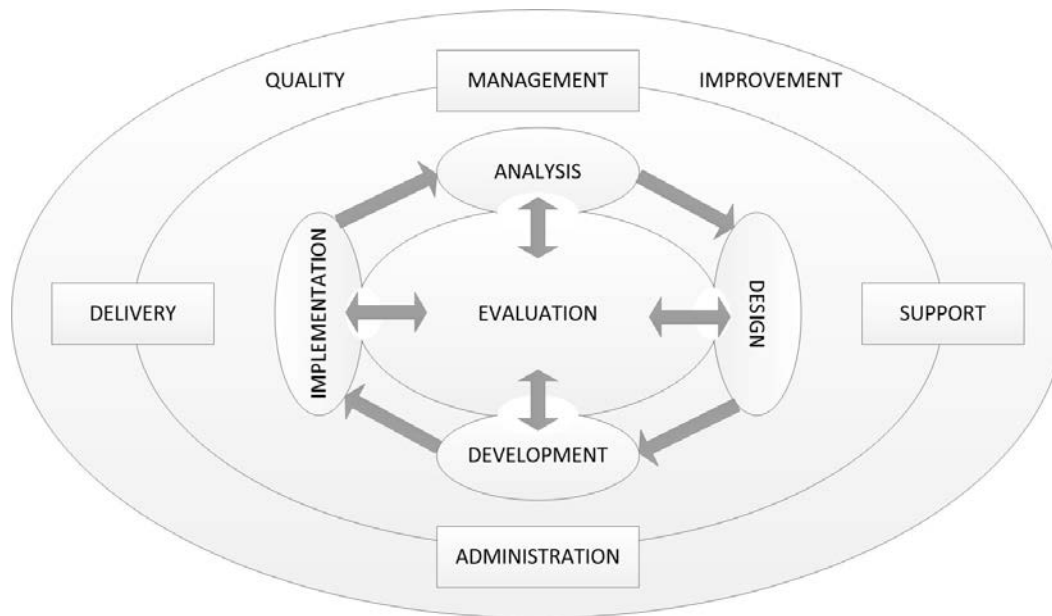 QUALITY
MANAGEMENT
IMPROVEMENT
ANALYSIS
IMPLEMENTATION
DELIVERY
EVALUATION
DESIGN
SUPPORT
DEVELOPMENT
ADMINISTRATION